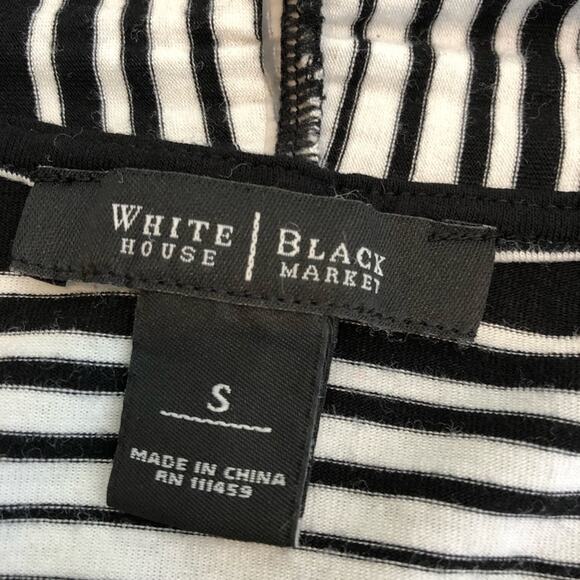 WHITE HOUSE | BLACK MARKET
S
MADE IN CHINA
RN 111459